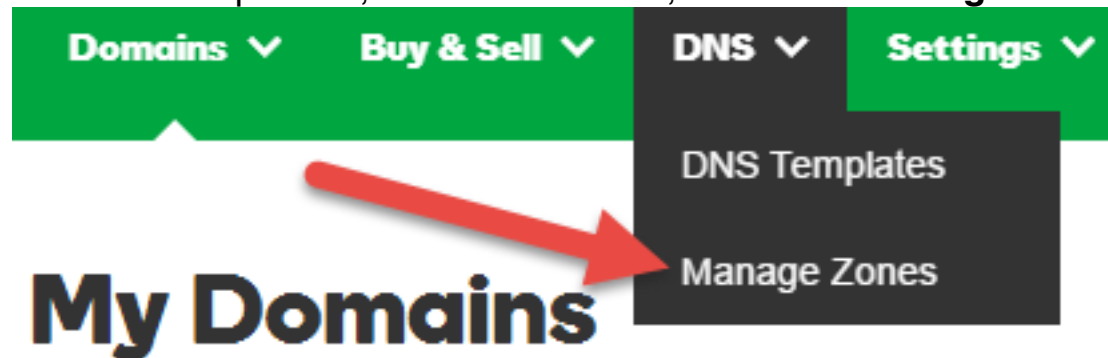 Domains Buy & Sell DNS Settings
DNS Templates
Manage Zones
My Domains